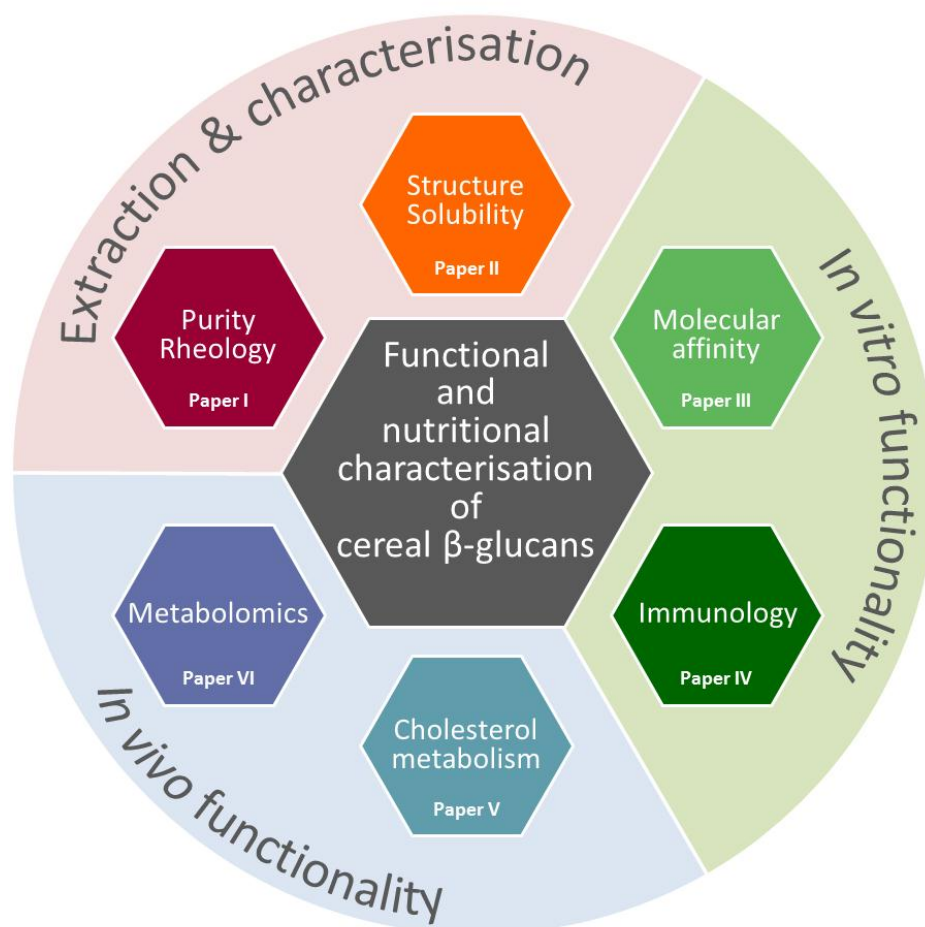 Extraction & characterisation
Structure
Solubility
Paper II
Purity
Rheology
Paper I
Functional
and
nutritional
characterisation
of
cereal β-glucans
Molecular
affinity
Paper III
In vitro functionality
Immunology
Paper IV
Metabolomics
Paper VI
Cholesterol
metabolism
Paper V
In vivo functionality